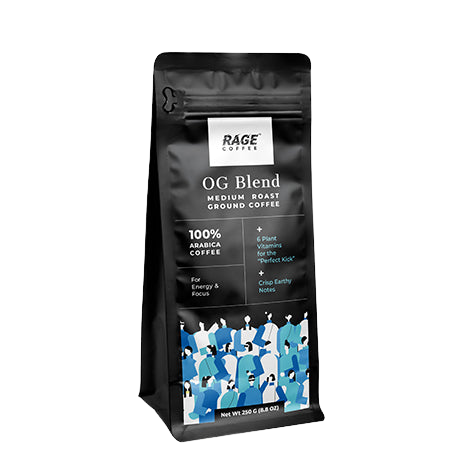 RAGE
COFFEE
OG Blend
MEDIUM ROAST
GROUND COFFEE
100%
ARABICA
COFFEE
For
Energy &
Focus
+
6 Plant
Vitamins
for the
"Perfect Kick"
+
Crisp Earthy
Notes
Net Wt 250 G (8.8 OZ)